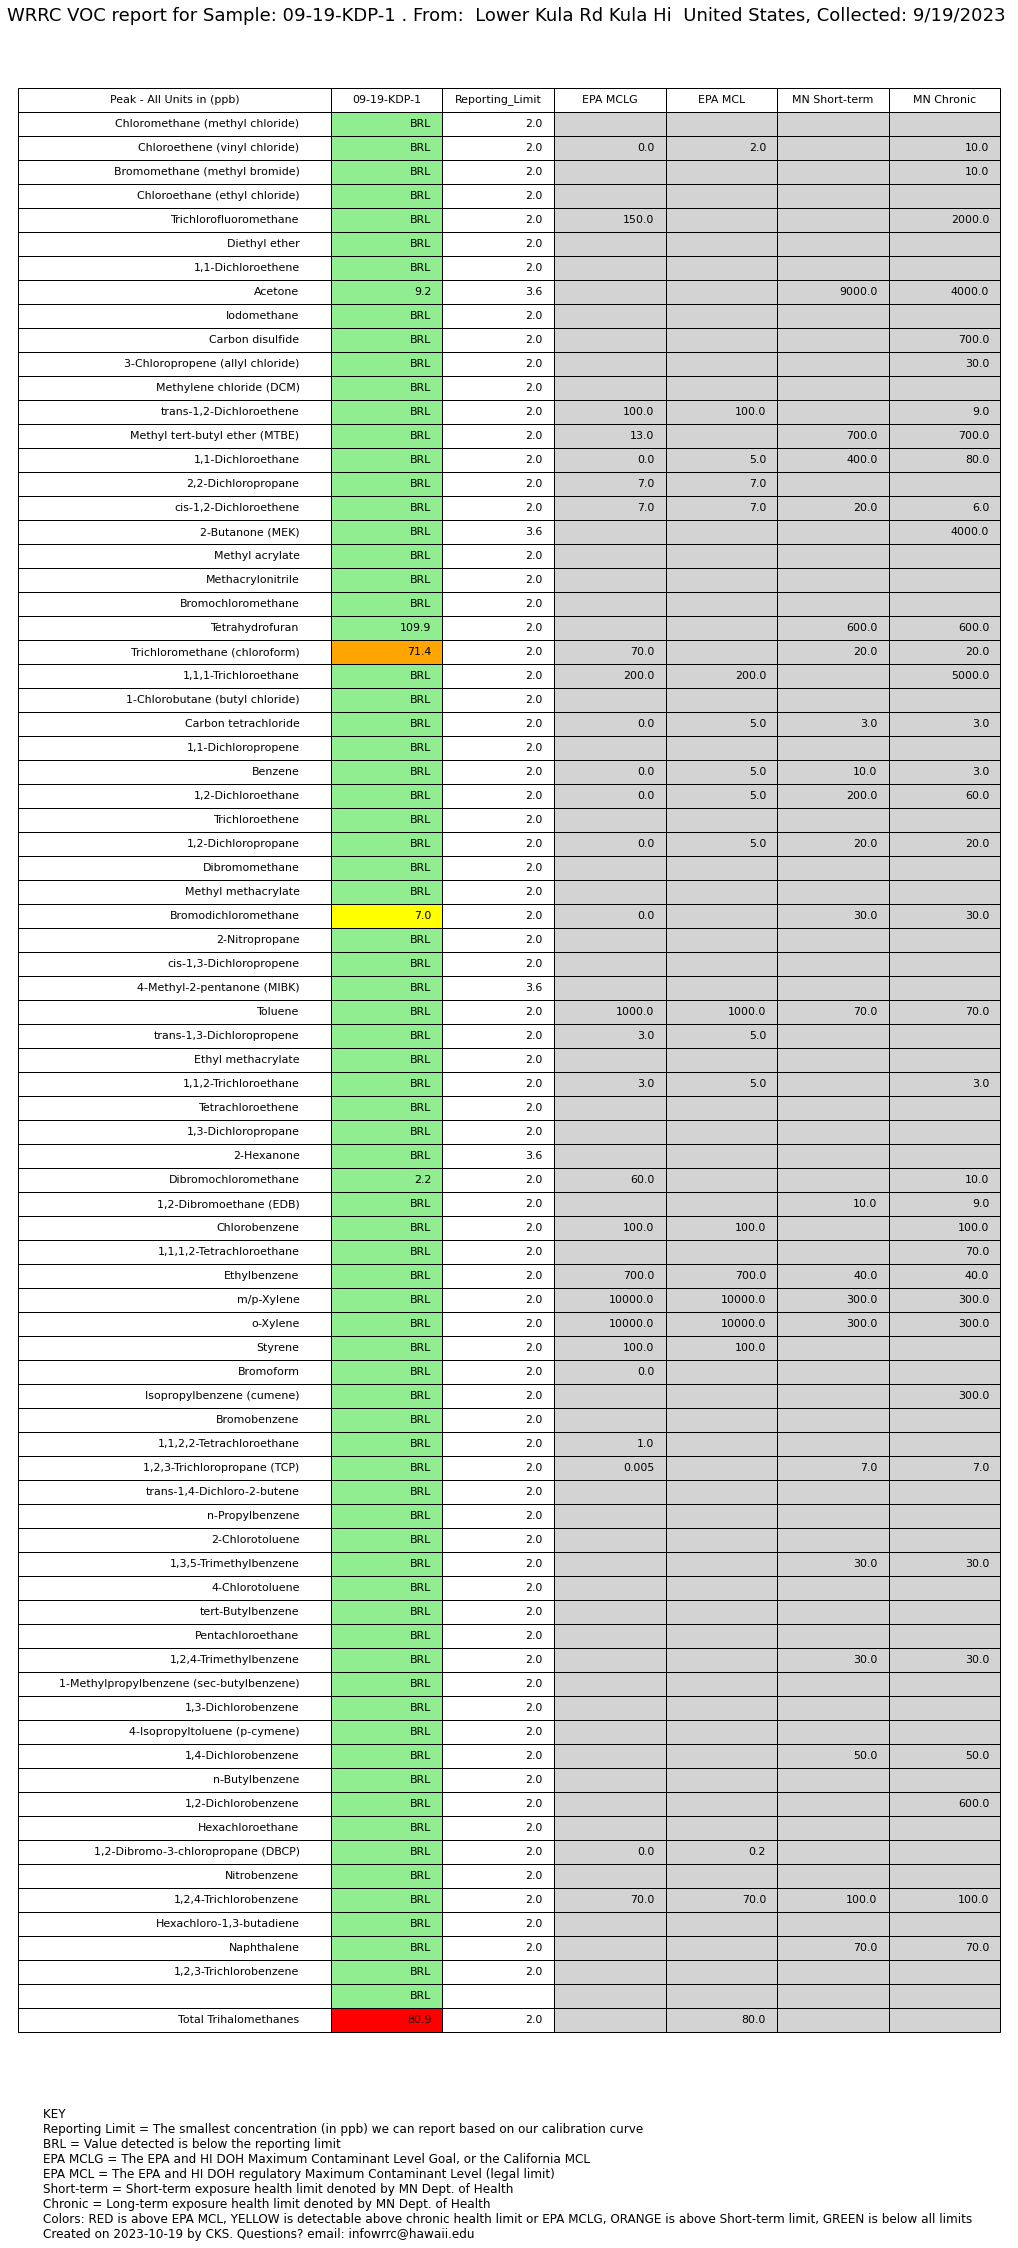 WRRC VOC report for Sample: 09-19-KDP-1 . From:  Lower Kula Rd Kula Hi  United States, Collected: 9/19/2023
Peak - All Units in (ppb) 09-19-KDP-1 Reporting_Limit EPA MCLG EPA MCL MN Short-term MN Chronic
Chloromethane (methyl chloride) BRL 2.0
Chloroethene (vinyl chloride) BRL 2.0 0.0 2.0 10.0
Bromomethane (methyl bromide) BRL 2.0 10.0
Chloroethane (ethyl chloride) BRL 2.0
Trichlorofluoromethane BRL 2.0 150.0 2000.0
Diethyl ether BRL 2.0
1,1-Dichloroethene BRL 2.0
Acetone 9.2 3.6 9000.0 4000.0
Iodomethane BRL 2.0
Carbon disulfide BRL 2.0 700.0
3-Chloropropene (allyl chloride) BRL 2.0 30.0
Methylene chloride (DCM) BRL 2.0
trans-1,2-Dichloroethene BRL 2.0 100.0 100.0 9.0
Methyl tert-butyl ether (MTBE) BRL 2.0 13.0 700.0 700.0
1,1-Dichloroethane BRL 2.0 0.0 5.0 400.0 80.0
2,2-Dichloropropane BRL 2.0 7.0 7.0
cis-1,2-Dichloroethene BRL 2.0 7.0 7.0 20.0 6.0
2-Butanone (MEK) BRL 3.6 4000.0
Methyl acrylate BRL 2.0
Methacrylonitrile BRL 2.0
Bromochloromethane BRL 2.0
Tetrahydrofuran 109.9 2.0 600.0 600.0
Trichloromethane (chloroform) 71.4 2.0 70.0 20.0 20.0
1,1,1-Trichloroethane BRL 2.0 200.0 200.0 5000.0
1-Chlorobutane (butyl chloride) BRL 2.0
Carbon tetrachloride BRL 2.0 0.0 5.0 3.0 3.0
1,1-Dichloropropene BRL 2.0
Benzene BRL 2.0 0.0 5.0 10.0 3.0
1,2-Dichloroethane BRL 2.0 0.0 5.0 200.0 60.0
Trichloroethene BRL 2.0
1,2-Dichloropropane BRL 2.0 0.0 5.0 20.0 20.0
Dibromomethane BRL 2.0
Methyl methacrylate BRL 2.0
Bromodichloromethane 7.0 2.0 0.0 30.0 30.0
2-Nitropropane BRL 2.0
cis-1,3-Dichloropropene BRL 2.0
4-Methyl-2-pentanone (MIBK) BRL 3.6
Toluene BRL 2.0 1000.0 1000.0 70.0 70.0
trans-1,3-Dichloropropene BRL 2.0 3.0 5.0
Ethyl methacrylate BRL 2.0
1,1,2-Trichloroethane BRL 2.0 3.0 5.0 3.0
Tetrachloroethene BRL 2.0
1,3-Dichloropropane BRL 2.0
2-Hexanone BRL 3.6
Dibromochloromethane 2.2 2.0 60.0 10.0
1,2-Dibromoethane (EDB) BRL 2.0 10.0 9.0
Chlorobenzene BRL 2.0 100.0 100.0 100.0
1,1,1,2-Tetrachloroethane BRL 2.0 70.0
Ethylbenzene BRL 2.0 700.0 700.0 40.0 40.0
m/p-Xylene BRL 2.0 10000.0 10000.0 300.0 300.0
o-Xylene BRL 2.0 10000.0 10000.0 300.0 300.0
Styrene BRL 2.0 100.0 100.0
Bromoform BRL 2.0 0.0
Isopropylbenzene (cumene) BRL 2.0 300.0
Bromobenzene BRL 2.0
1,1,2,2-Tetrachloroethane BRL 2.0 1.0
1,2,3-Trichloropropane (TCP) BRL 2.0 0.005 7.0 7.0
trans-1,4-Dichloro-2-butene BRL 2.0
n-Propylbenzene BRL 2.0
2-Chlorotoluene BRL 2.0
1,3,5-Trimethylbenzene BRL 2.0 30.0 30.0
4-Chlorotoluene BRL 2.0
tert-Butylbenzene BRL 2.0
Pentachloroethane BRL 2.0
1,2,4-Trimethylbenzene BRL 2.0 30.0 30.0
1-Methylpropylbenzene (sec-butylbenzene) BRL 2.0
1,3-Dichlorobenzene BRL 2.0
4-Isopropyltoluene (p-cymene) BRL 2.0
1,4-Dichlorobenzene BRL 2.0 50.0 50.0
n-Butylbenzene BRL 2.0
1,2-Dichlorobenzene BRL 2.0 600.0
Hexachloroethane BRL 2.0
1,2-Dibromo-3-chloropropane (DBCP) BRL 2.0 0.0 0.2
Nitrobenzene BRL 2.0
1,2,4-Trichlorobenzene BRL 2.0 70.0 70.0 100.0 100.0
Hexachloro-1,3-butadiene BRL 2.0
Naphthalene BRL 2.0 70.0 70.0
1,2,3-Trichlorobenzene BRL 2.0
BRL
Total Trihalomethanes 80.9 2.0 80.0
KEY
Reporting Limit = The smallest concentration (in ppb) we can report based on our calibration curve
BRL = Value detected is below the reporting limit
EPA MCLG = The EPA and HI DOH Maximum Contaminant Level Goal, or the California MCL
EPA MCL = The EPA and HI DOH regulatory Maximum Contaminant Level (legal limit)
Short-term = Short-term exposure health limit denoted by MN Dept. of Health
Chronic = Long-term exposure health limit denoted by MN Dept. of Health
Colors: RED is above EPA MCL, YELLOW is detectable above chronic health limit or EPA MCLG, ORANGE is above Short-term limit, GREEN is below all limits
Created on 2023-10-19 by CKS. Questions? email: infowrrc@hawaii.edu